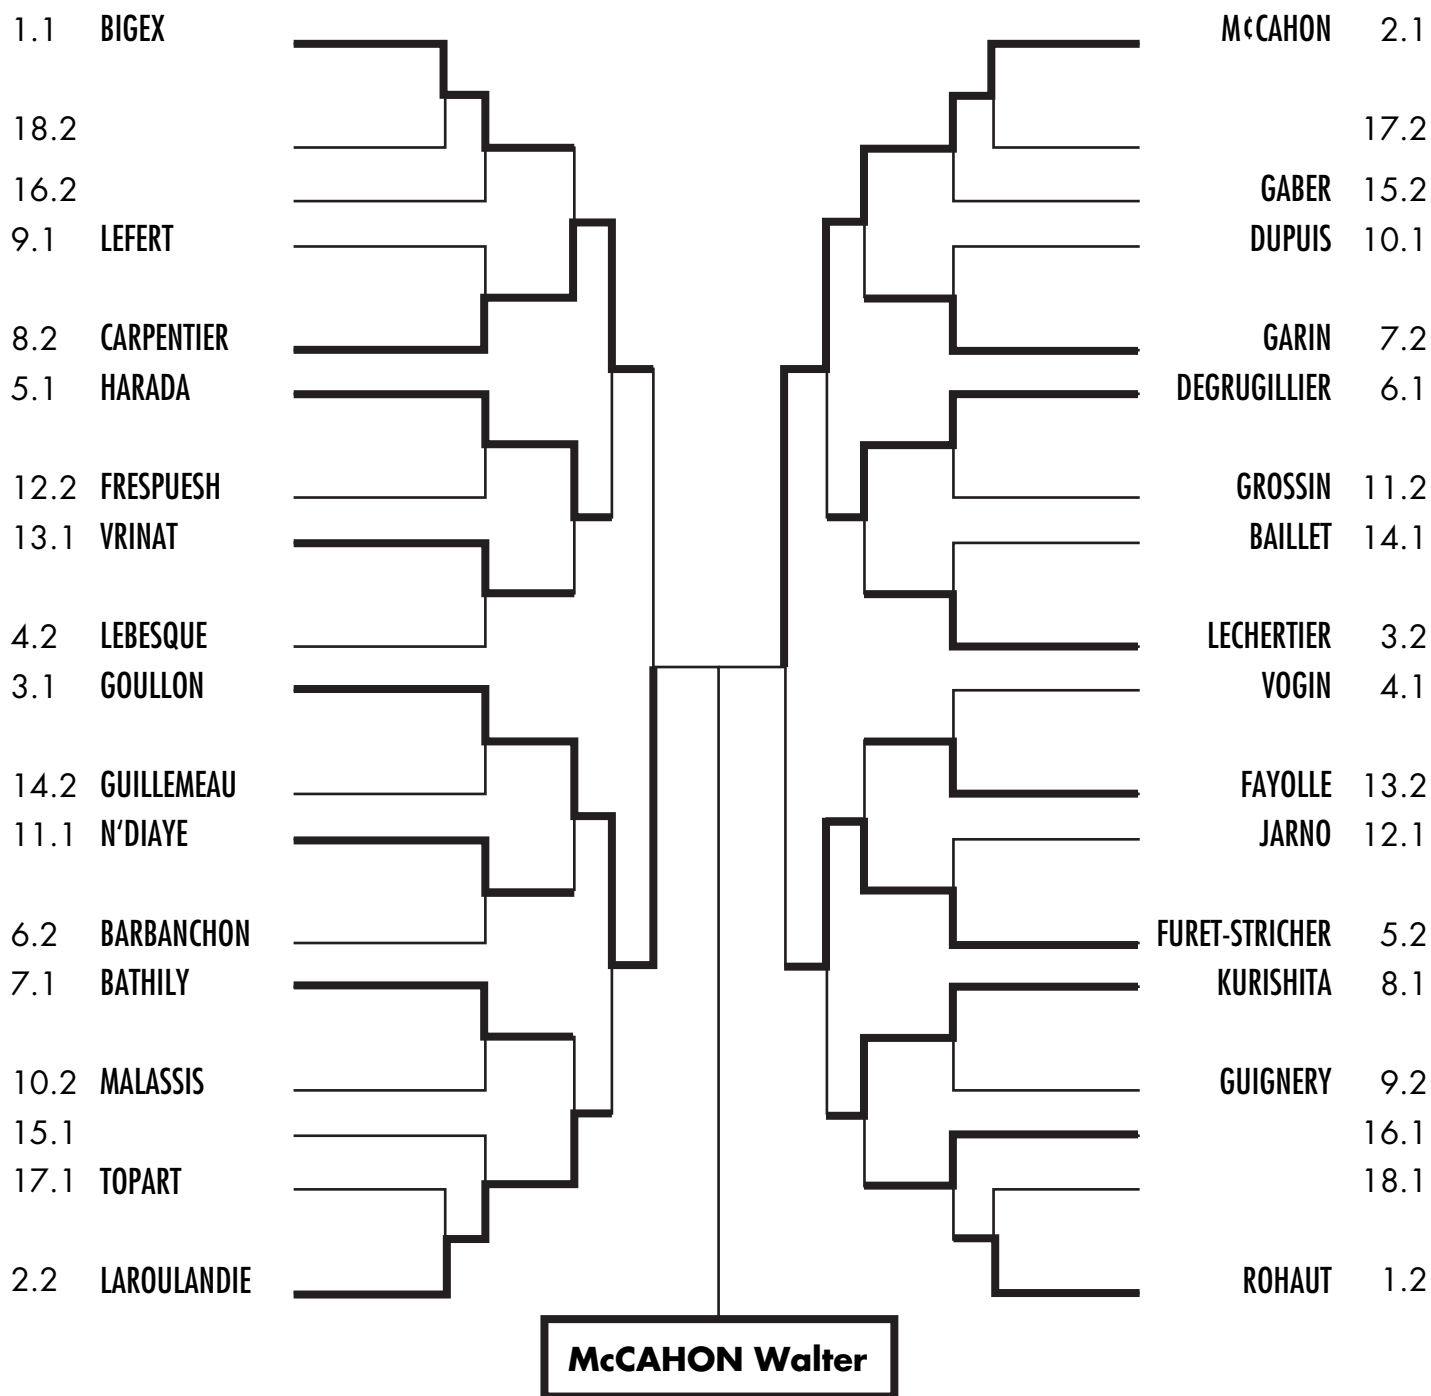 1.1 BIGEX
18.2
16.2
9.1 LEFERT
8.2 CARPENTIER
5.1 HARADA
12.2 FRESPUESH
13.1 VRINAT
4.2 LEBESQUE
3.1 GOULLON
14.2 GUILLEMEAU
11.1 N‘DIAYE
6.2 BARBANCHON
7.1 BATHILY
10.2 MALASSIS
15.1
17.1 TOPART
2.2 LAROULANDIE
M¢CAHON 2.1
17.2
GABER 15.2
DUPUIS 10.1
GARIN 7.2
DEGRUGILLIER 6.1
GROSSIN 11.2
BAILLET 14.1
LECHERTIER 3.2
VOGIN 4.1
FAYOLLE 13.2
JARNO 12.1
FURET-STRICHER 5.2
KURISHITA 8.1
GUIGNERY 9.2
16.1
18.1
ROHAUT 1.2
McCAHON Walter